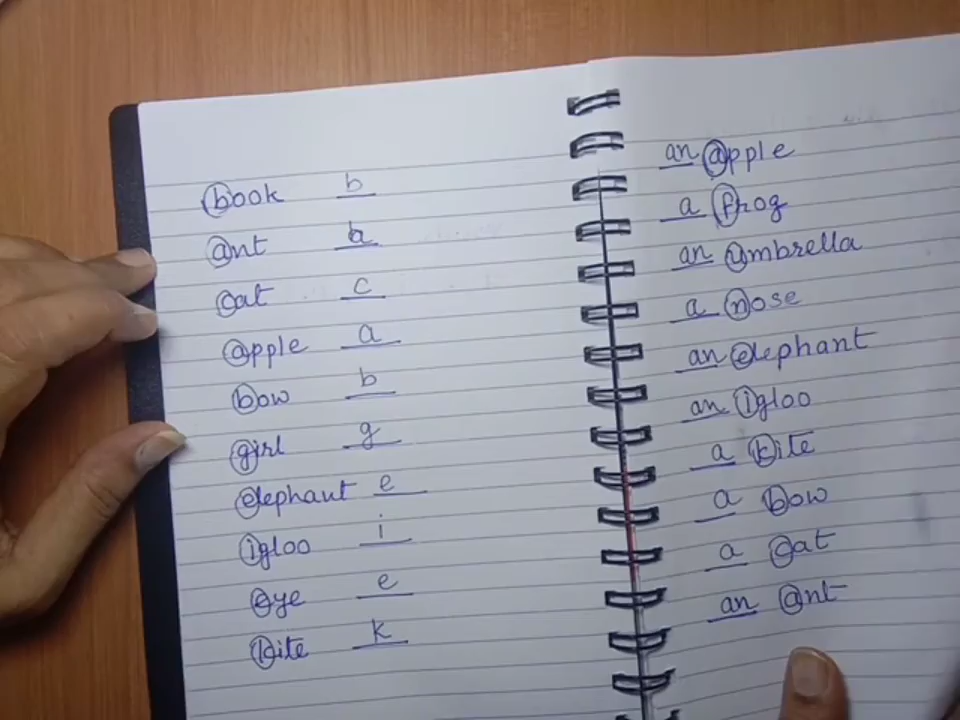 book b
ant a
cat c
apple a
bow b
girl g
elephant e
igloo i
eye e
kite k
an apple
a frog
an umbrella
a nose
an elephant
an igloo
a kite
a bow
a cat
an ant